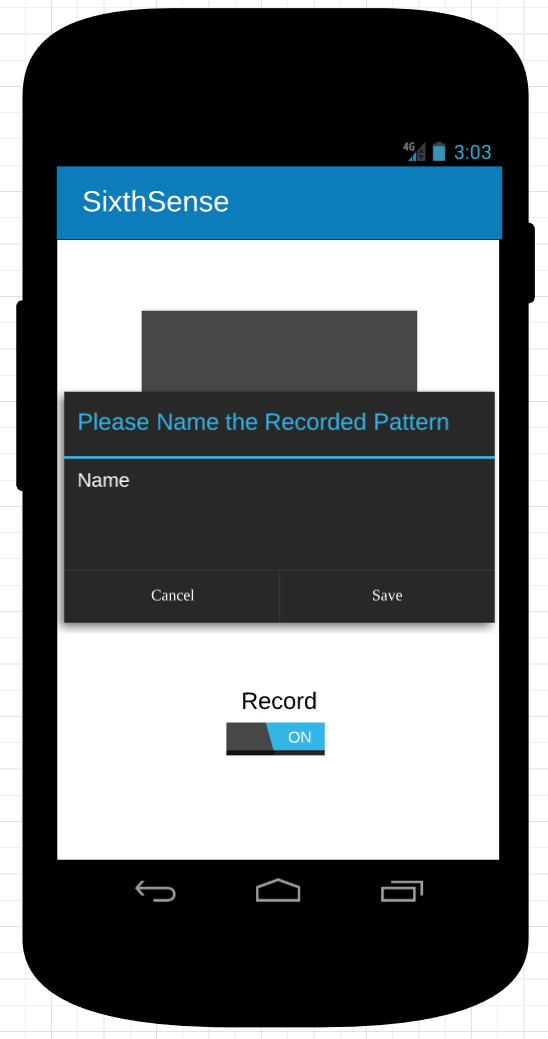 4G 3:03
SixthSense
Please Name the Recorded Pattern
Name
Cancel Save
Record
ON